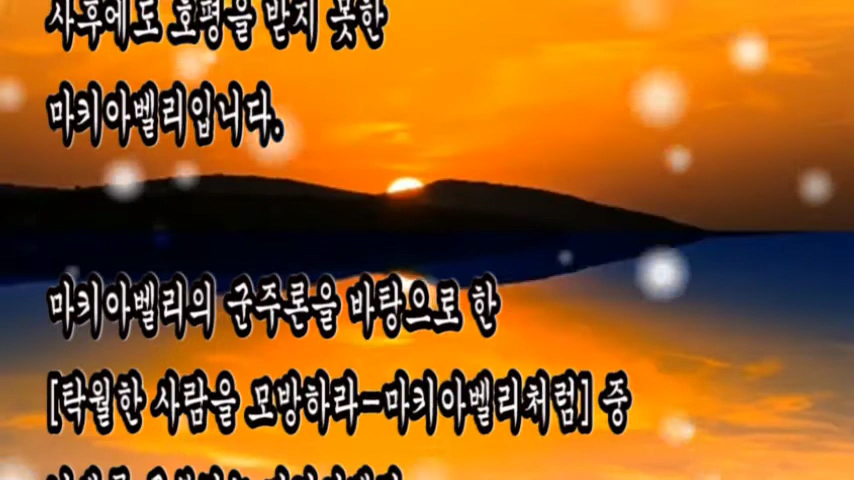 사후에도 호평을 받지 못한
마키아벨리입니다.
마키아벨리의 군주론을 바탕으로 한
[탁월한 사람을 모방하라-마키아벨리처럼] 중